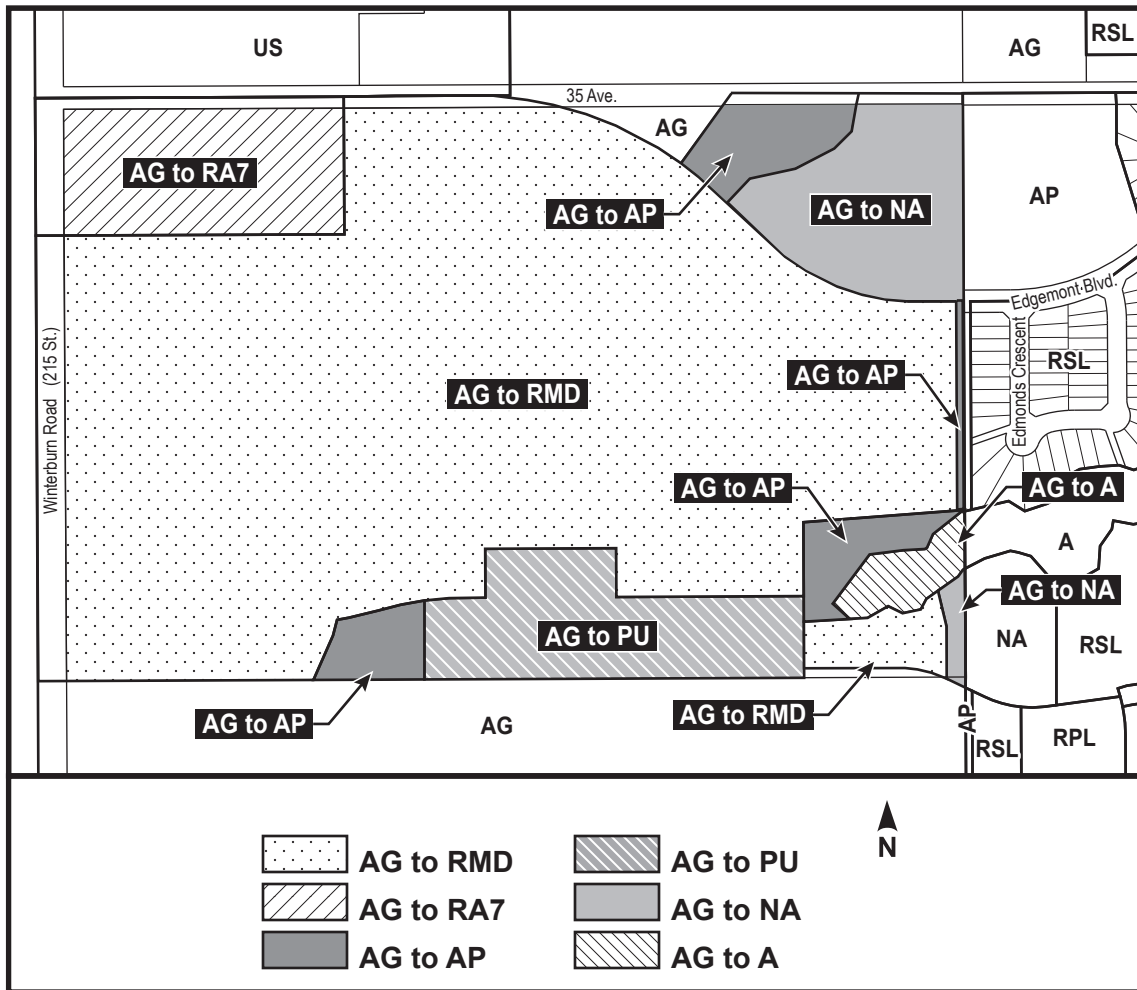 US
AG
RSL
35 Ave.
AG
AG to RA7
AG to AP
AG to NA
AP
Edgemont Blvd.
Winterburn Road (215 St.)
Edmonds Crescent
RSL
AG to AP
AG to RMD
AG to AP
AG to A
A
AG to NA
AG to PU
NA
RSL
AG to AP
AG
AG to RMD
AP
RSL
RPL
N
AG to RMD
AG to PU
AG to RA7
AG to NA
AG to AP
AG to A